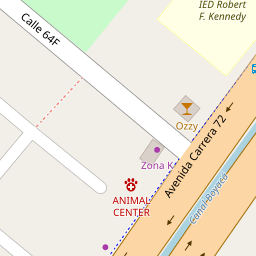 IED Robert
F. Kennedy
Calle 64F
Ozzy
Avenida Carrera 72
Zona K
Canal Boyacá
ANIMAL
CENTER